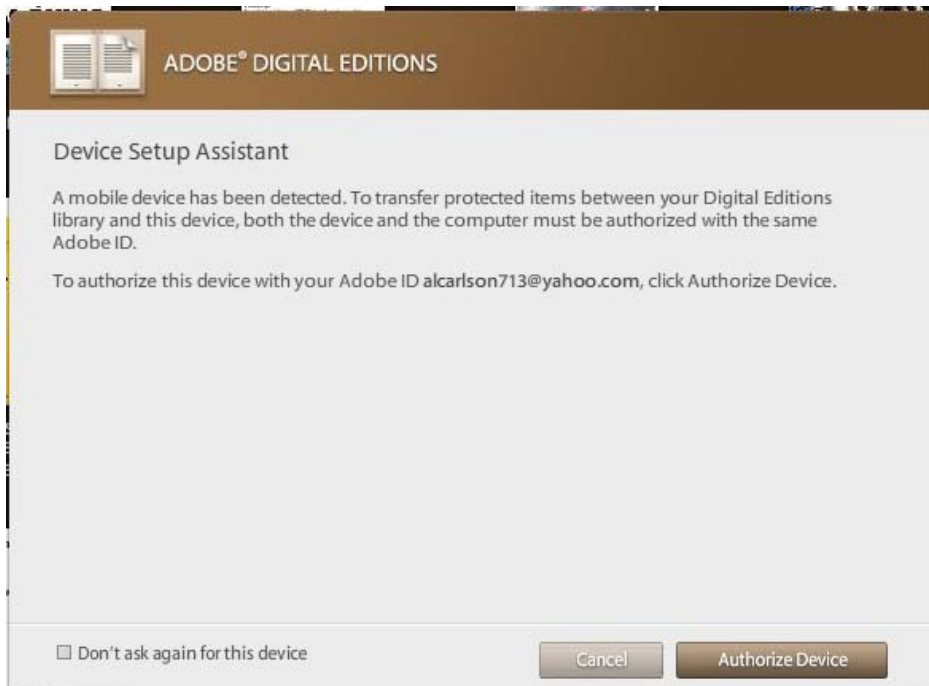 ADOBE® DIGITAL EDITIONS
Device Setup Assistant
A mobile device has been detected. To transfer protected items between your Digital Editions
library and this device, both the device and the computer must be authorized with the same
Adobe ID.
To authorize this device with your Adobe ID alcarlson713@yahoo.com, click Authorize Device.
Don't ask again for this device
Cancel
Authorize Device